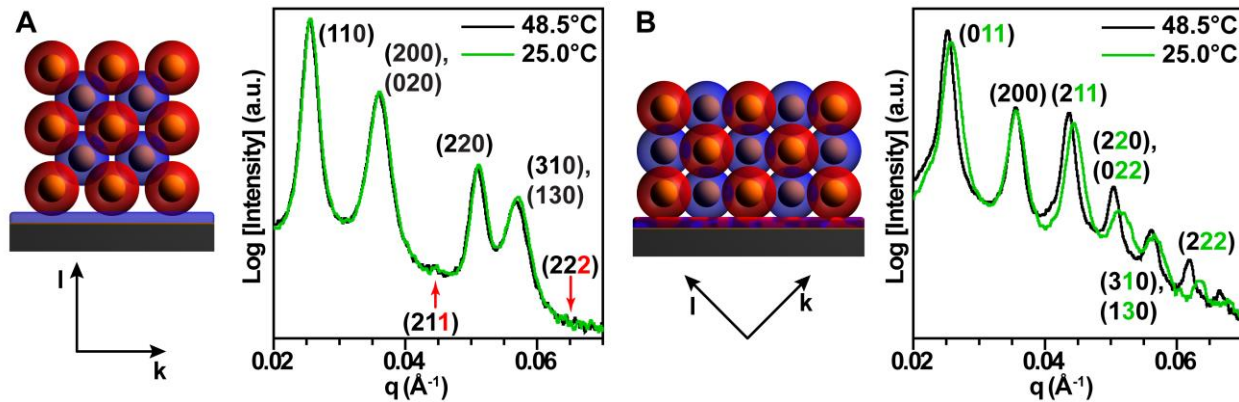 A
48.5°C
25.0°C
(110)
(200),
(020)
(220)
(310),
(130)
(222)
(211)
Log [Intensity] (a.u.)
0.02
0.04
0.06
q (Å⁻¹)
l
k
B
48.5°C
25.0°C
(011)
(200)
(211)
(220),
(022)
(222)
(310),
(130)
Log [Intensity] (a.u.)
0.02
0.04
0.06
q (Å⁻¹)
l
k